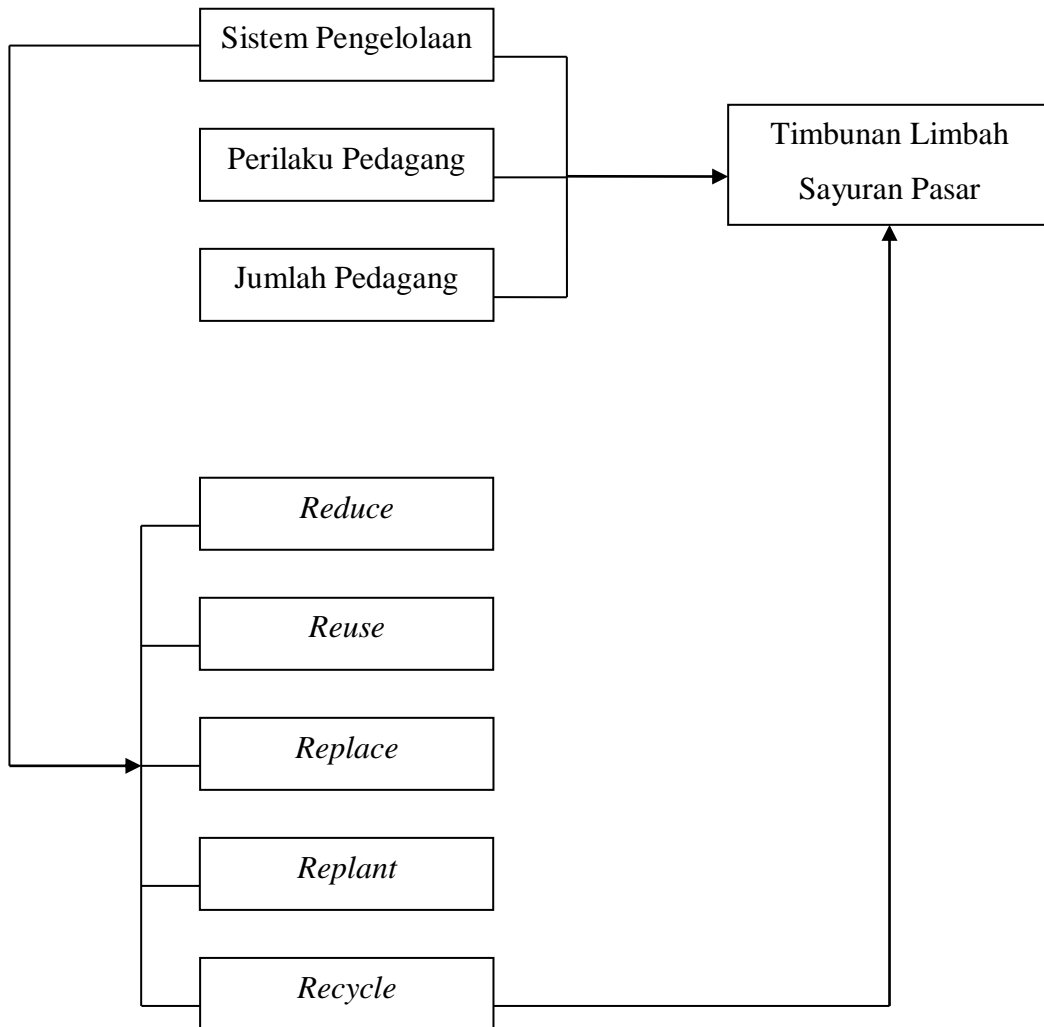 Sistem Pengelolaan
Perilaku Pedagang
Jumlah Pedagang
Timbunan Limbah
Sayuran Pasar
Reduce
Reuse
Replace
Replant
Recycle